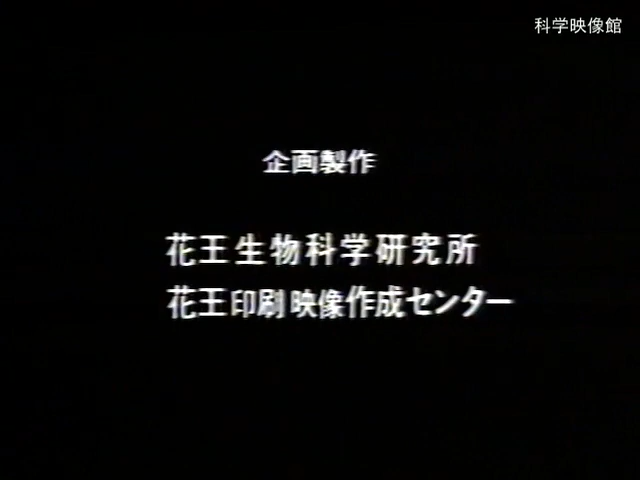 科学映像館
企画製作
花王生物科学研究所
花王印刷映像作成センター